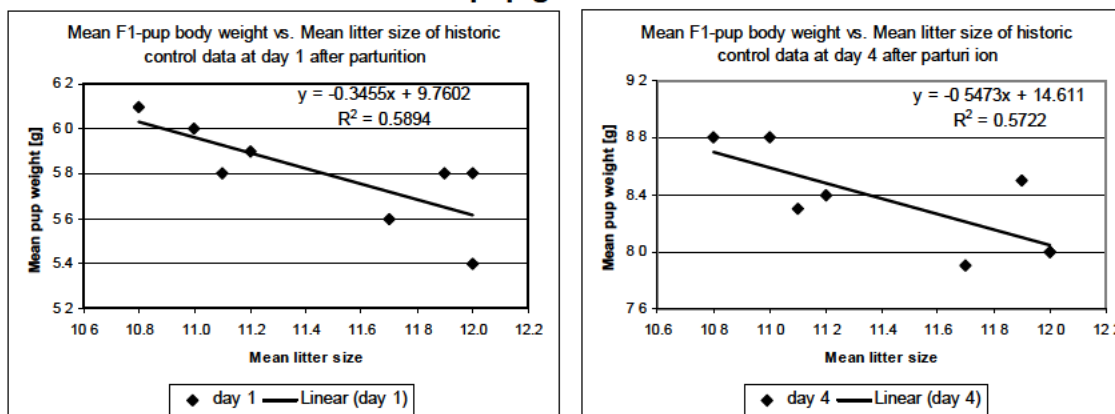 Mean F1-pup body weight vs. Mean litter size of historic
control data at day 1 after parturition
y = -0.3455x + 9.7602
R² = 0.5894
Mean pup weight [g]
6 2
6.0
5.8
5.6
5.4
5 2
10 6 10.8 11.0 11.2 11.4 11.6 11.8 12.0 12.2
Mean litter size
day 1 Linear (day 1)
Mean F1-pup body weight vs. Mean litter size of historic
control data at day 4 after parturi ion
y = -0 5473x + 14.611
R² = 0.5722
Mean pup weight [g]
9 2
8.8
8.4
8.0
7 6
10.6 10.8 11.0 11.2 11.4 11.6 11.8 12 0 12 2
Mean litter size
day 4 Linear (day 4)